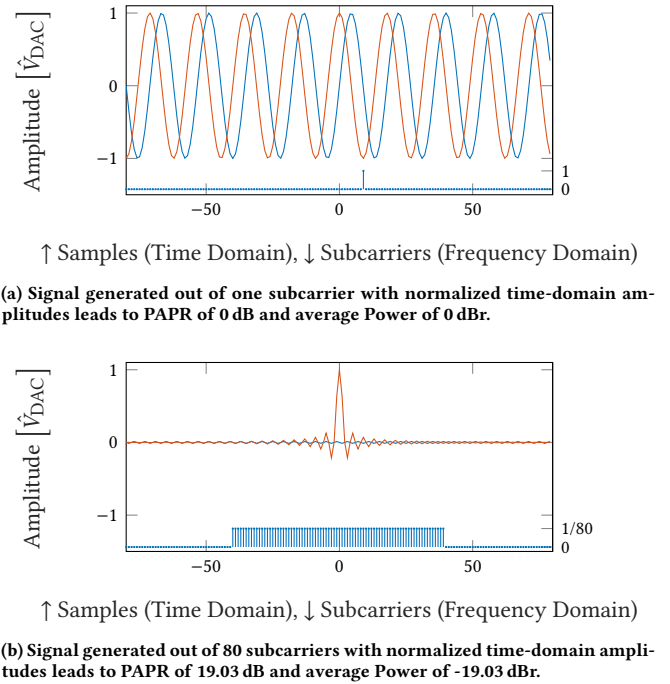 1
0
−1
Amplitude [V̂DAC]
1
0
−50
0
50
↑ Samples (Time Domain), ↓ Subcarriers (Frequency Domain)
(a) Signal generated out of one subcarrier with normalized time-domain am-
plitudes leads to PAPR of 0 dB and average Power of 0 dBr.
1
0
−1
Amplitude [V̂DAC]
1/80
0
−50
0
50
↑ Samples (Time Domain), ↓ Subcarriers (Frequency Domain)
(b) Signal generated out of 80 subcarriers with normalized time-domain ampli-
tudes leads to PAPR of 19.03 dB and average Power of -19.03 dBr.